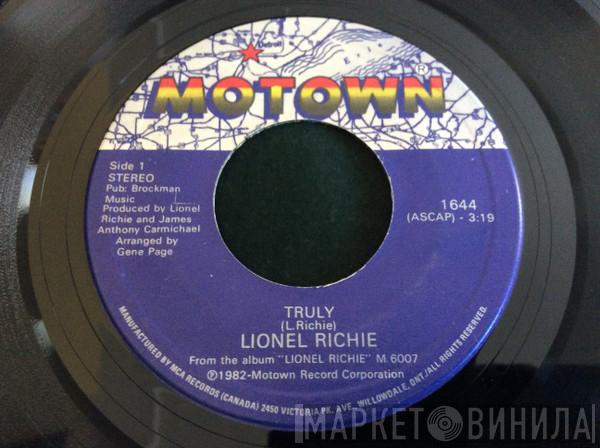 Detroit
ERIE
MOTOWN®
Side 1
STEREO
Pub: Brockman
Music
Produced by Lionel
Richie and James
Anthony Carmichael
Arranged by
Gene Page
1644
(ASCAP) - 3:19
TRULY
(L.Richie)
LIONEL RICHIE
From the album "LIONEL RICHIE" M 6007
℗1982-Motown Record Corporation
MANUFACTURED BY MCA RECORDS (CANADA) 2450 VICTORIA PK. AVE., WILLOWDALE, ONT./ALL RIGHTS RESERVED.
МАРКЕТ ВИНИЛА